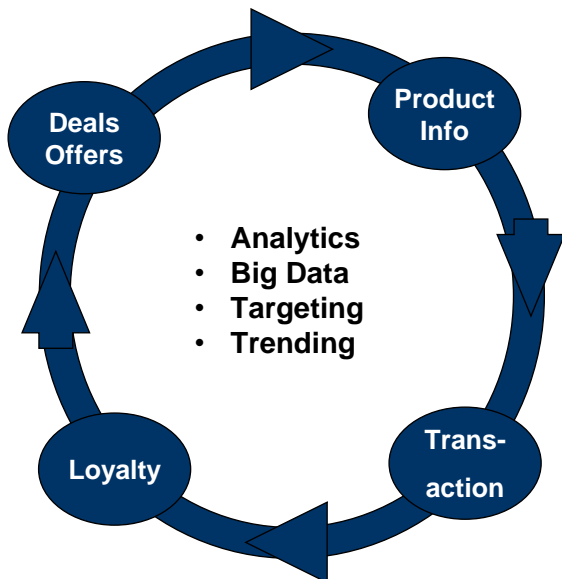 Deals
Offers
Product
Info
• Analytics
• Big Data
• Targeting
• Trending
Loyalty
Trans-
action